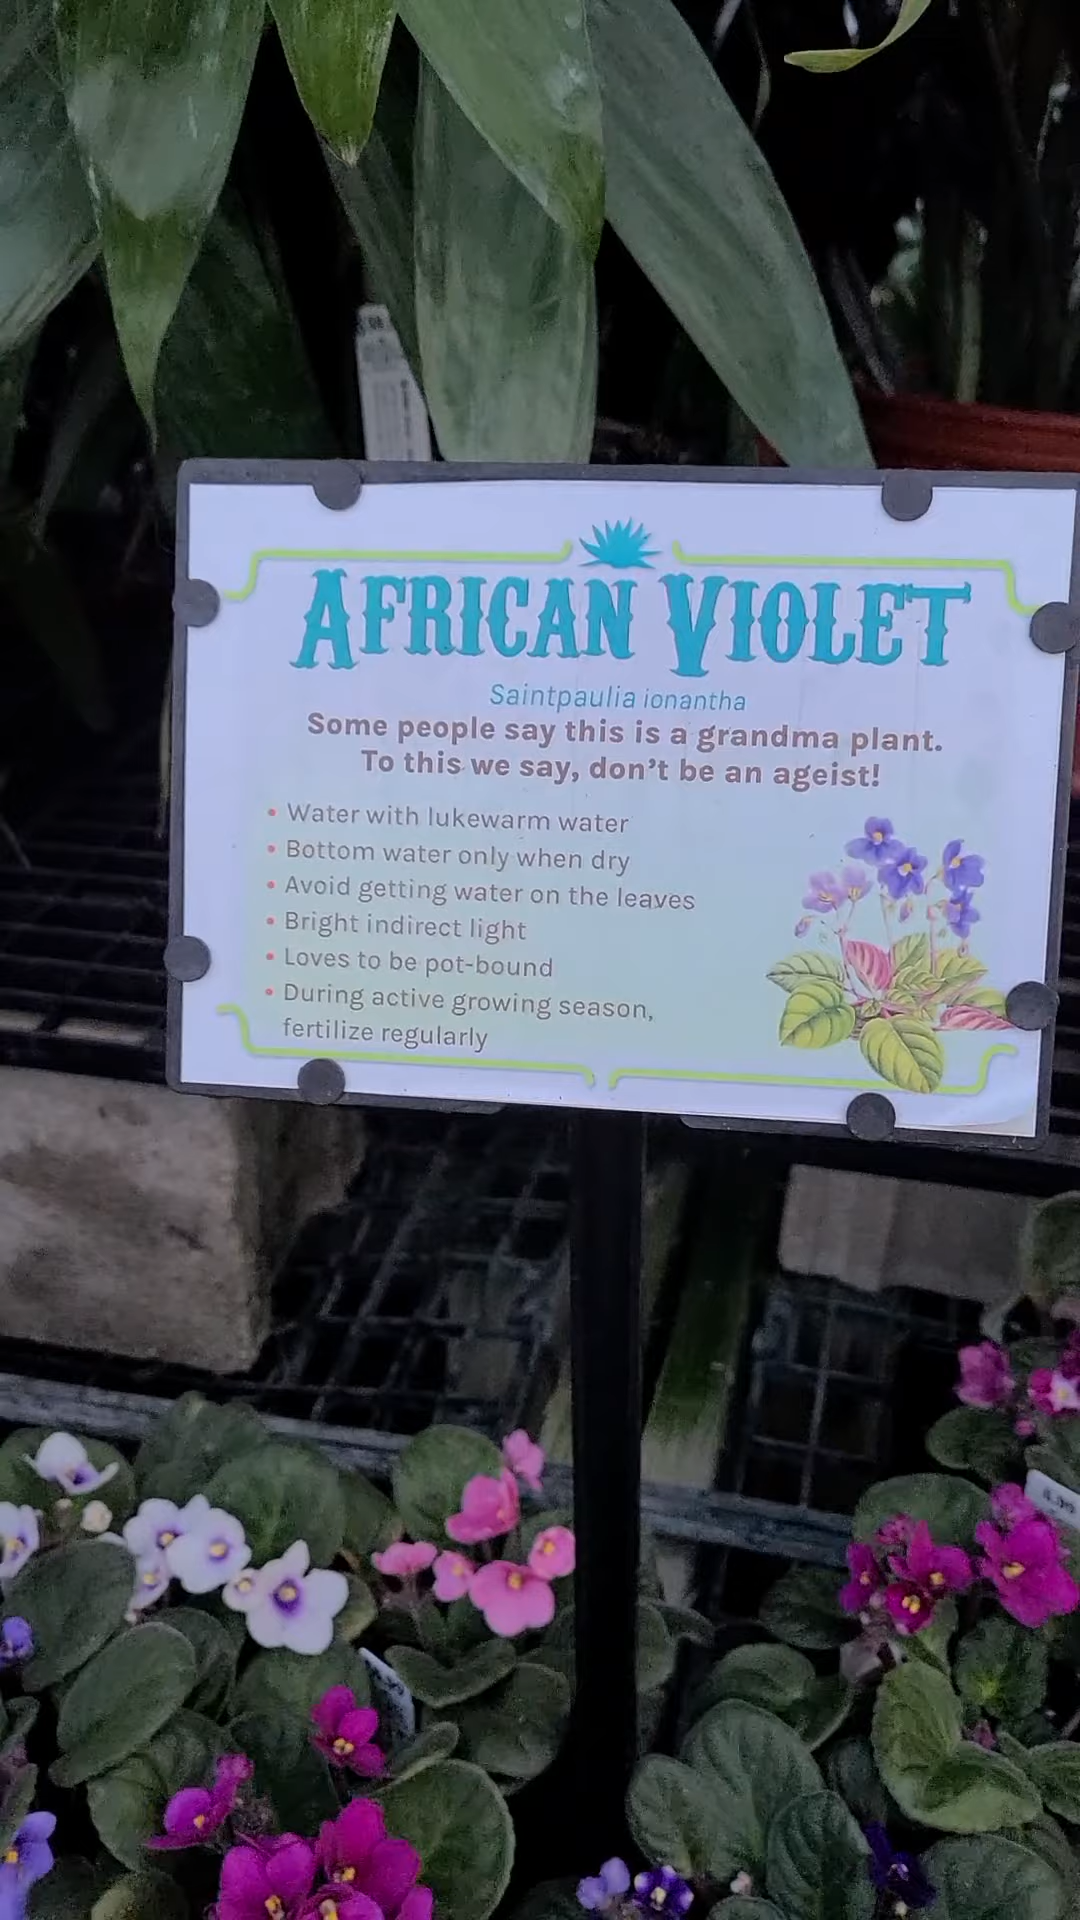 AFRICAN VIOLET
Saintpaulia ionantha
Some people say this is a grandma plant.
To this we say, don't be an ageist!
• Water with lukewarm water
• Bottom water only when dry
• Avoid getting water on the leaves
• Bright indirect light
• Loves to be pot-bound
• During active growing season,
fertilize regularly